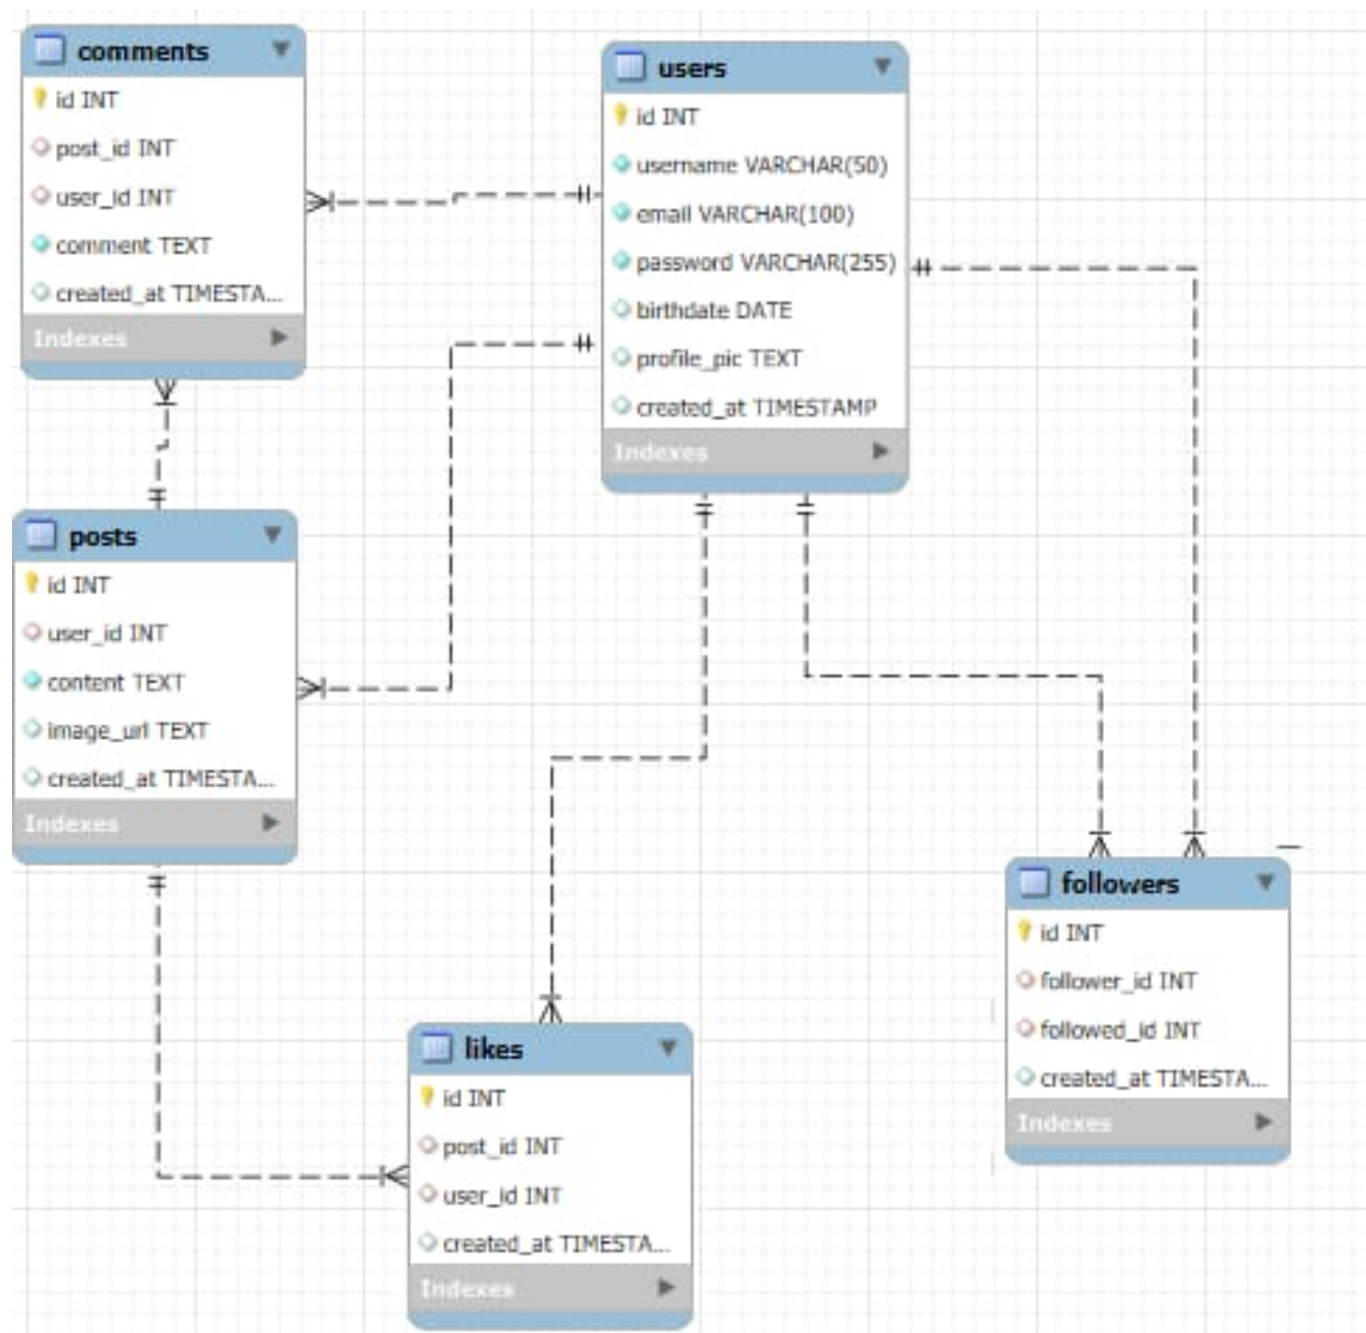 comments
id INT
post_id INT
user_id INT
comment TEXT
created_at TIMESTA...
Indexes
users
id INT
username VARCHAR(50)
email VARCHAR(100)
password VARCHAR(255)
birthdate DATE
profile_pic TEXT
created_at TIMESTAMP
Indexes
posts
id INT
user_id INT
content TEXT
image_url TEXT
created_at TIMESTA...
Indexes
followers
id INT
follower_id INT
followed_id INT
created_at TIMESTA...
Indexes
likes
id INT
post_id INT
user_id INT
created_at TIMESTA...
Indexes